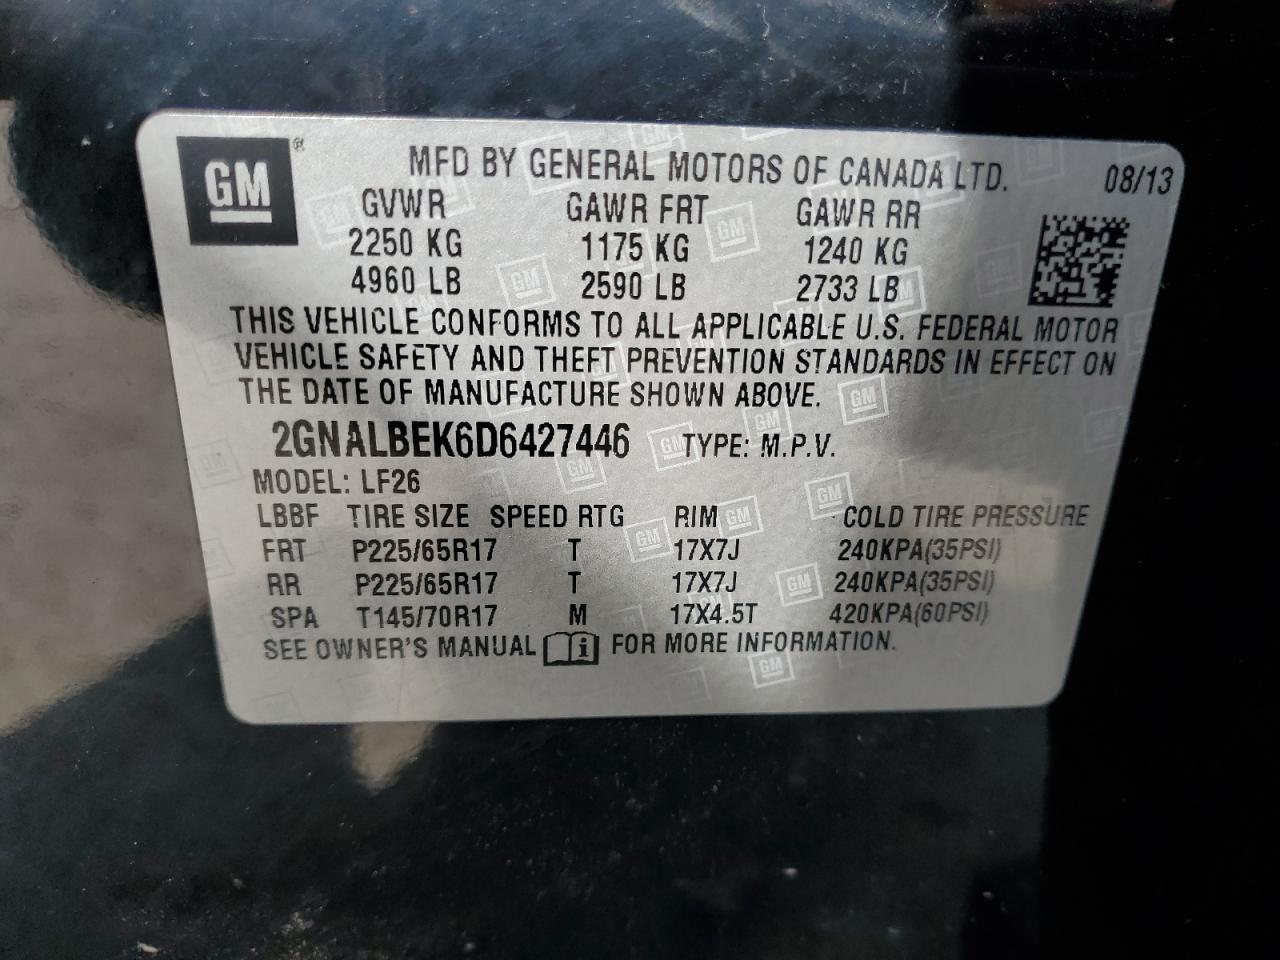 GM®
MFD BY GENERAL MOTORS OF CANADA LTD. 08/13
GVWR GAWR FRT GAWR RR
2250 KG 1175 KG 1240 KG
4960 LB 2590 LB 2733 LB
THIS VEHICLE CONFORMS TO ALL APPLICABLE U.S. FEDERAL MOTOR
VEHICLE SAFETY AND THEFT PREVENTION STANDARDS IN EFFECT ON
THE DATE OF MANUFACTURE SHOWN ABOVE.
2GNALBEK6D6427446 TYPE: M.P.V.
MODEL: LF26
LBBF TIRE SIZE SPEED RTG RIM COLD TIRE PRESSURE
FRT P225/65R17 T 17X7J 240KPA(35PSI)
RR P225/65R17 T 17X7J 240KPA(35PSI)
SPA T145/70R17 M 17X4.5T 420KPA(60PSI)
SEE OWNER'S MANUAL i FOR MORE INFORMATION.